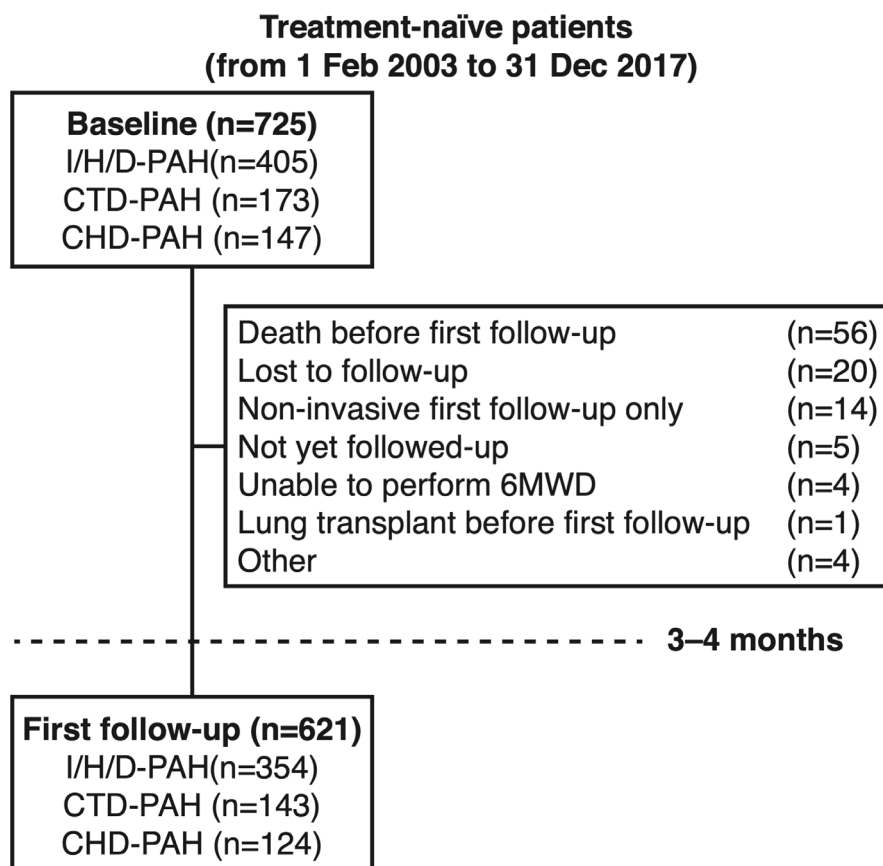 Treatment-naïve patients
(from 1 Feb 2003 to 31 Dec 2017)
Baseline (n=725)
I/H/D-PAH(n=405)
CTD-PAH (n=173)
CHD-PAH (n=147)
Death before first follow-up (n=56)
Lost to follow-up (n=20)
Non-invasive first follow-up only (n=14)
Not yet followed-up (n=5)
Unable to perform 6MWD (n=4)
Lung transplant before first follow-up (n=1)
Other (n=4)
3–4 months
First follow-up (n=621)
I/H/D-PAH(n=354)
CTD-PAH (n=143)
CHD-PAH (n=124)